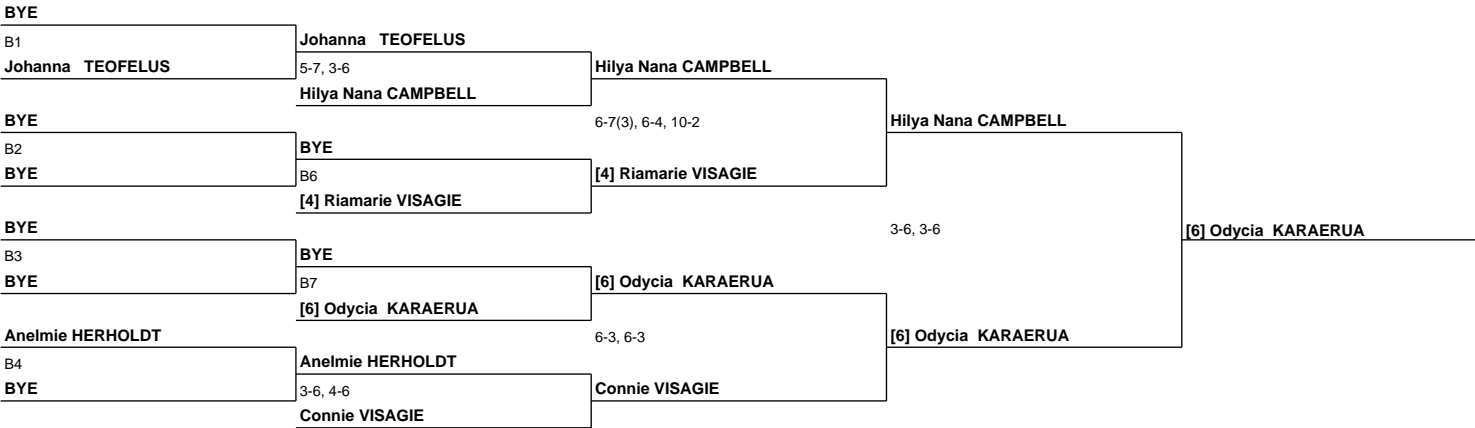 BYE
B1
Johanna TEOFELUS
Johanna TEOFELUS
5-7, 3-6
Hilya Nana CAMPBELL
Hilya Nana CAMPBELL
BYE
B2
BYE
BYE
B6
[4] Riamarie VISAGIE
6-7(3), 6-4, 10-2
[4] Riamarie VISAGIE
Hilya Nana CAMPBELL
BYE
B3
BYE
BYE
B7
[6] Odycia KARAERUA
[6] Odycia KARAERUA
3-6, 3-6
[6] Odycia KARAERUA
Anelmie HERHOLDT
B4
BYE
Anelmie HERHOLDT
3-6, 4-6
Connie VISAGIE
6-3, 6-3
Connie VISAGIE
[6] Odycia KARAERUA